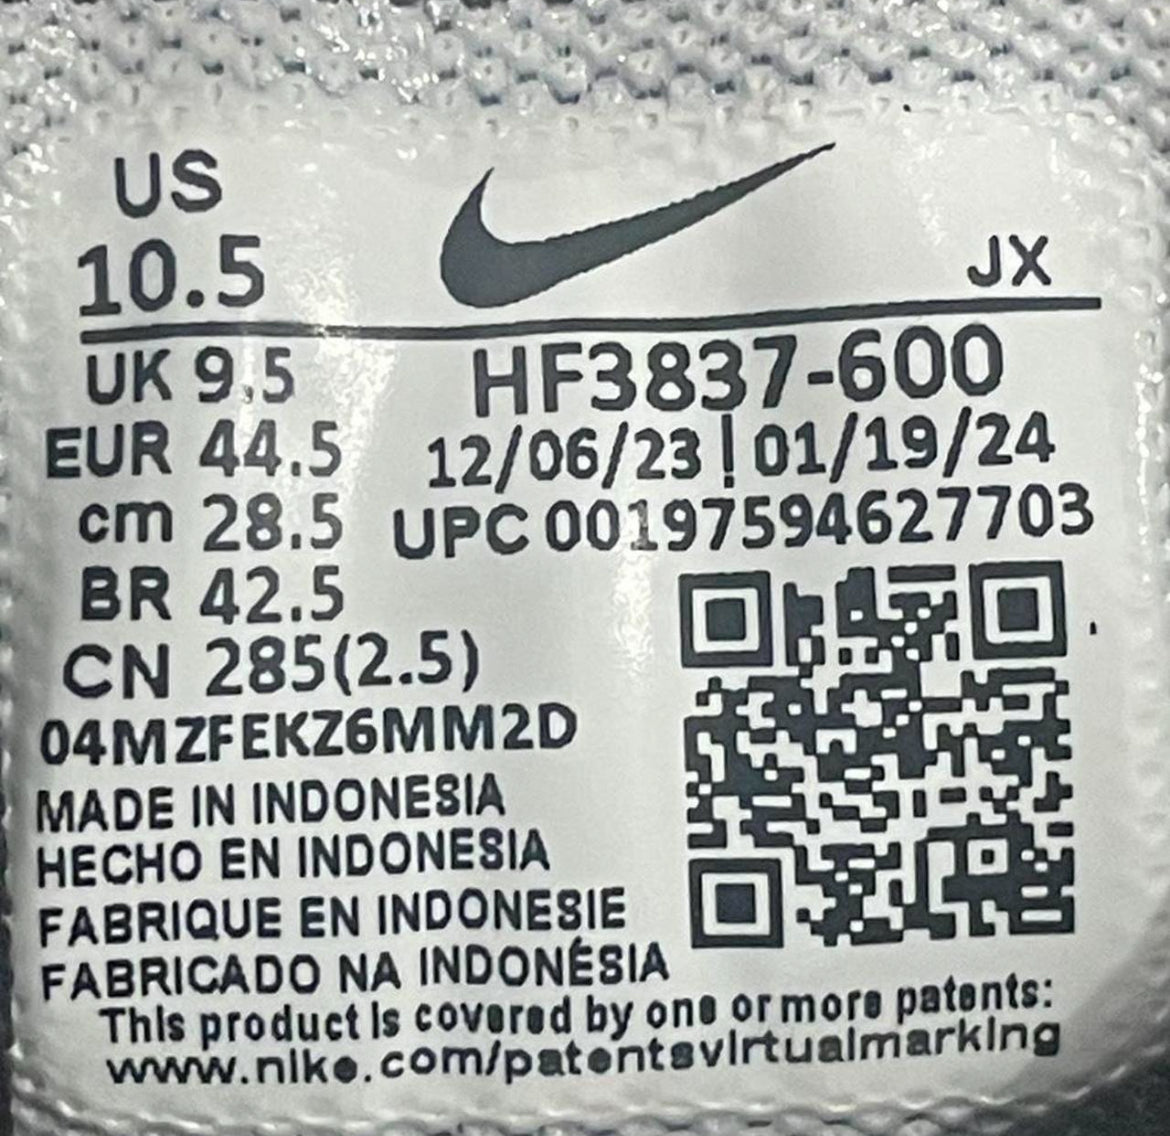 US
10.5
JX
UK 9.5
HF3837-600
EUR 44.5
12/06/23 | 01/19/24
cm 28.5
UPC 00197594627703
BR 42.5
CN 285(2.5)
04MZFEKZ6MM2D
MADE IN INDONESIA
HECHO EN INDONESIA
FABRIQUE EN INDONESIE
FABRICADO NA INDONÉSIA
This product is covered by one or more patents:
www.nike.com/patentsvirtualmarking